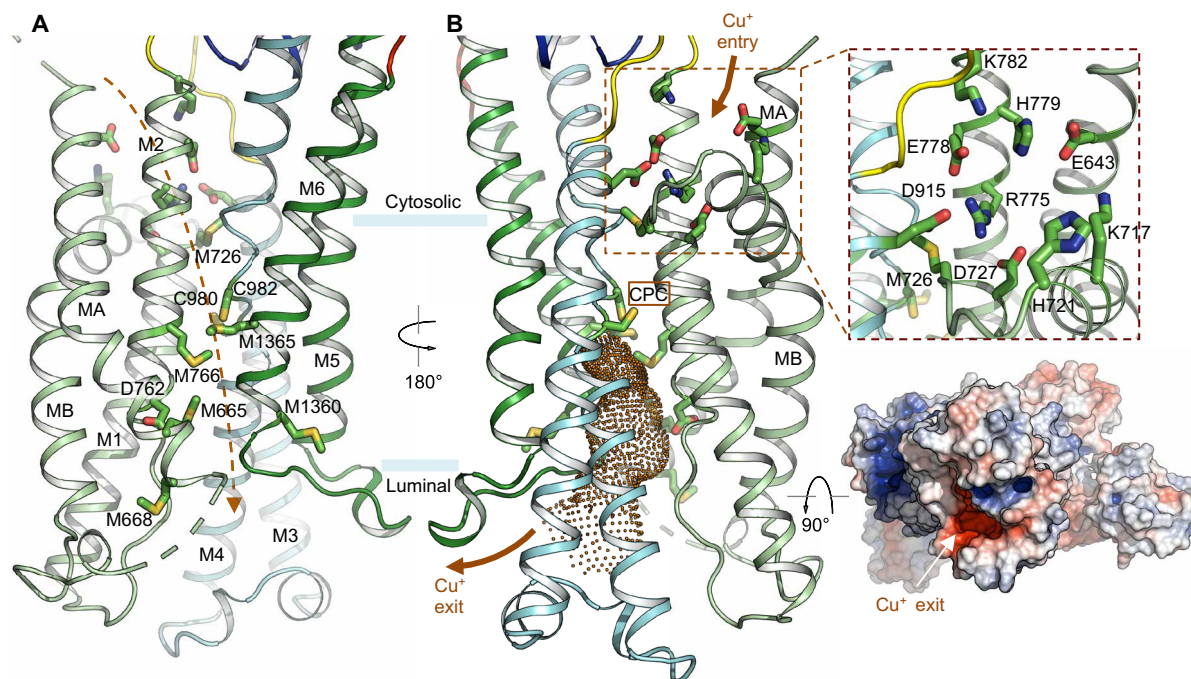 A
M2
M6
M726
C980
C982
MA
M1365
M766
M5
D762
M665
M1360
MB
M1
M668
M4
M3
Cytosolic
180°
Luminal
B
Cu⁺
entry
MA
CPC
MB
Cu⁺
exit
K782
H779
E778
E643
D915
R775
K717
M726
D727
H721
90°
Cu⁺ exit